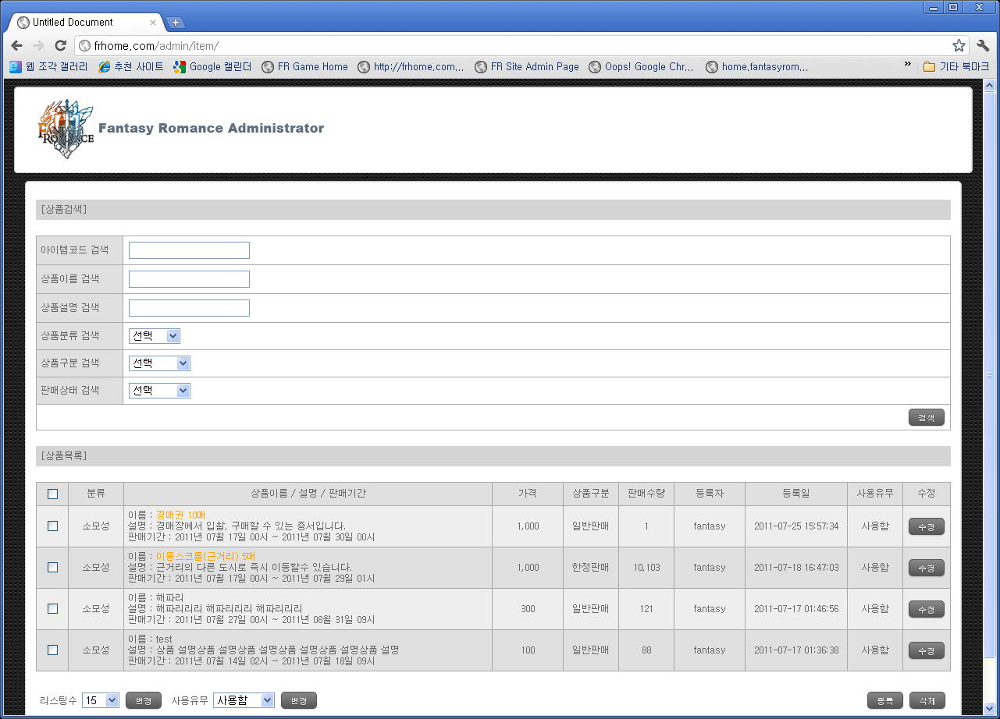 Untitled Document
frhome.com/admin/item/
웹 조각 갤러리 추천 사이트 Google 캘린더 FR Game Home http://frhome.com,... FR Site Admin Page Oops! Google Chr,... home.fantasyrom,... » 기타 북마크
FANTASY ROMANCE Fantasy Romance Administrator
[상품검색]
아이템코드 검색
상품이름 검색
상품설명 검색
상품분류 검색 선택
상품구분 검색 선택
판매상태 검색 선택
검색
[상품목록]
분류 상품이름 / 설명 / 판매기간 가격 상품구분 판매수량 등록자 등록일 사용유무 수정
이름 : 경매권 10매
소모성 설명 : 경매장에서 입찰, 구매할 수 있는 증서입니다. 1,000 일반판매 1 fantasy 2011-07-25 15:57:34 사용함 수정
판매기간 : 2011년 07월 17일 00시 ~ 2011년 07월 30일 00시
이름 : 이동스크롤(근거리) 5매
소모성 설명 : 근거리의 다른 도시로 즉시 이동할수 있습니다. 1,000 한정판매 10,103 fantasy 2011-07-18 16:47:03 사용함 수정
판매기간 : 2011년 07월 17일 00시 ~ 2011년 07월 29일 01시
이름 : 해파리
소모성 설명 : 해파리리리리 해파리리리리 해파리리리리 300 일반판매 121 fantasy 2011-07-17 01:46:56 사용함 수정
판매기간 : 2011년 07월 27일 00시 ~ 2011년 08월 31일 09시
이름 : test
소모성 설명 : 상품 설명상품 설명상품 설명상품 설명상품 설명상품 설명 100 일반판매 88 fantasy 2011-07-17 01:36:38 사용함 수정
판매기간 : 2011년 07월 14일 02시 ~ 2011년 07월 18일 09시
리스팅수 15 변경 사용유무 사용함 변경 등록 삭제